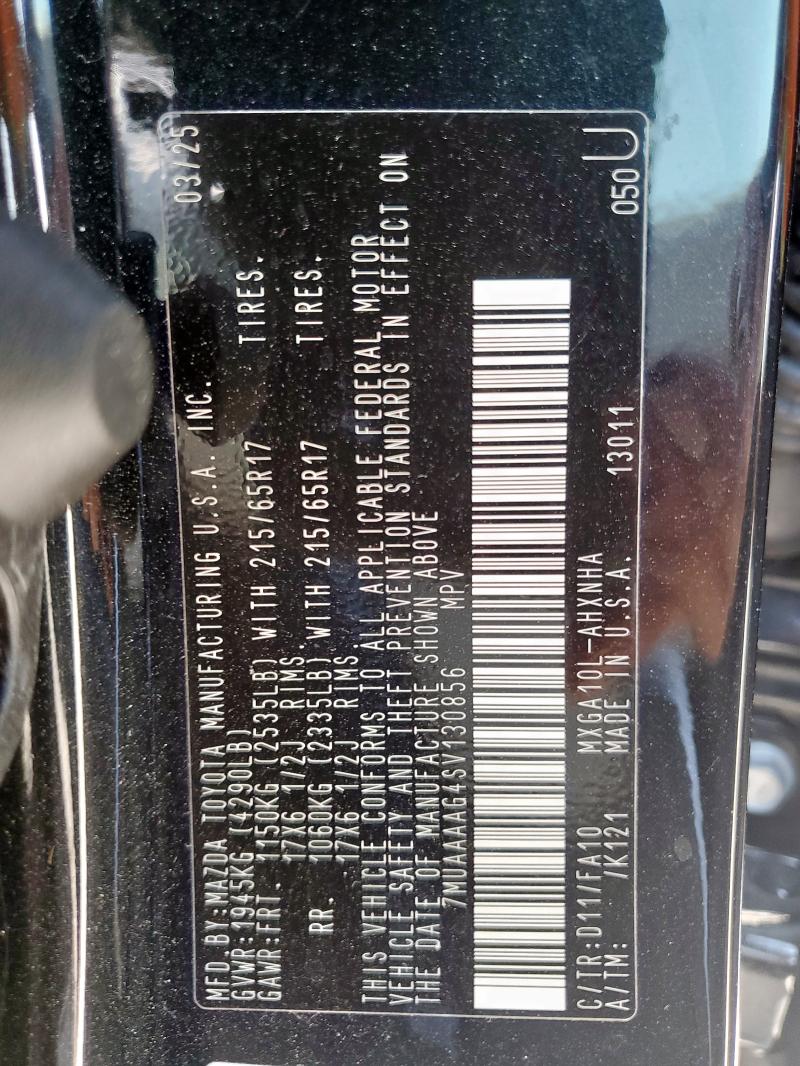 MFD. BY:MAZDA TOYOTA MANUFACTURING U.S.A. INC. 03/25
GVWR:1945KG (4290LB)
GAWR:FRT. 1150KG (2535LB) WITH 215/65R17 TIRES.
17X6 1/2J RIMS.
RR. 1060KG (2335LB) WITH 215/65R17 TIRES.
17X6 1/2J RIMS
THIS VEHICLE CONFORMS TO ALL APPLICABLE FEDERAL MOTOR
VEHICLE SAFETY AND THEFT PREVENTION STANDARDS IN EFFECT ON
THE DATE OF MANUFACTURE SHOWN ABOVE.
7MUAAAAG4SV130856 MPV
C/TR:D11/FA10 MXGA10L-AHXNHA 13011 050 U
A/TM: /K121 MADE IN U.S.A.